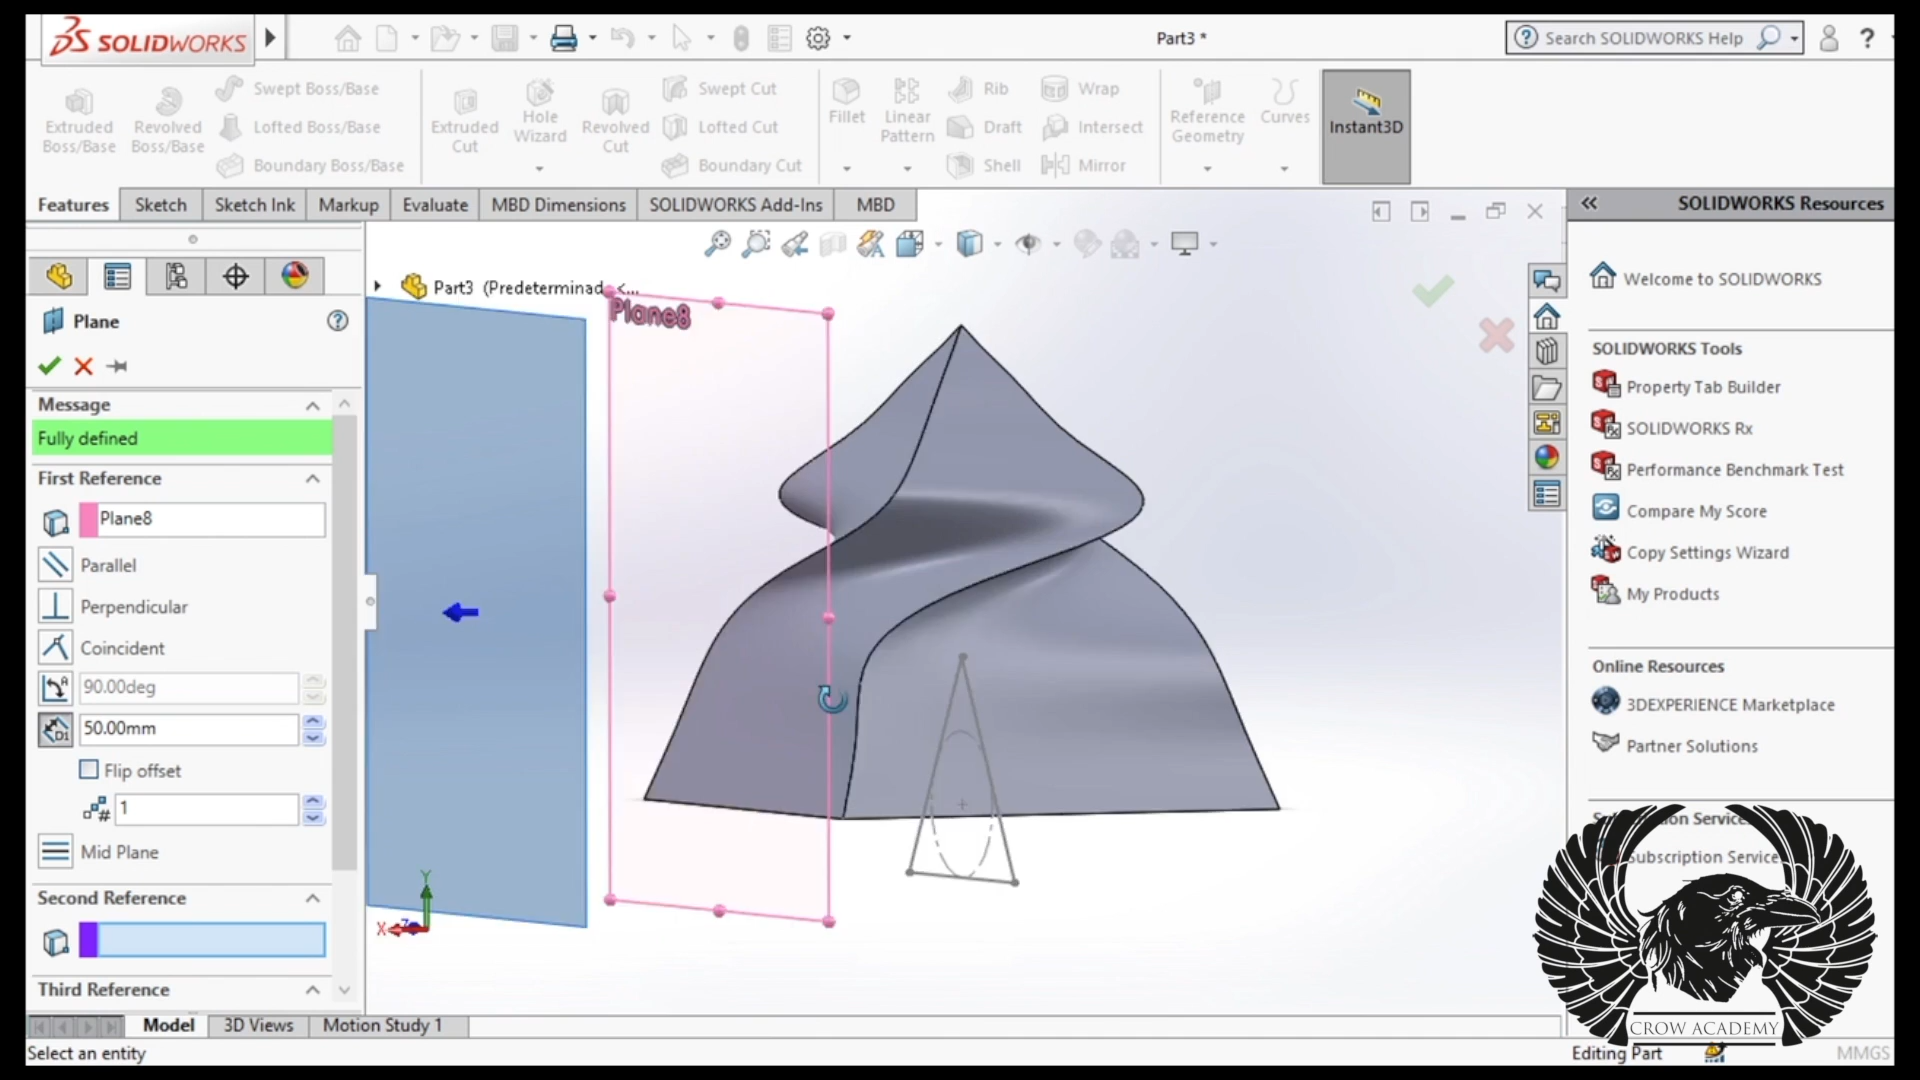 SOLIDWORKS
Part3 *
Search SOLIDWORKS Help
?
Extruded Boss/Base
Revolved Boss/Base
Swept Boss/Base
Lofted Boss/Base
Boundary Boss/Base
Extruded Cut
Hole Wizard
Revolved Cut
Swept Cut
Lofted Cut
Boundary Cut
Fillet
Linear Pattern
Rib
Draft
Shell
Wrap
Intersect
Mirror
Reference Geometry
Curves
Instant3D
Features
Sketch
Sketch Ink
Markup
Evaluate
MBD Dimensions
SOLIDWORKS Add-Ins
MBD
SOLIDWORKS Resources
Part3 (Predeterminad <...
Plane8
Plane
Message
Fully defined
First Reference
Plane8
Parallel
Perpendicular
Coincident
90.00deg
50.00mm
Flip offset
1
Mid Plane
Second Reference
Third Reference
Y
X
Z
Welcome to SOLIDWORKS
SOLIDWORKS Tools
Property Tab Builder
SOLIDWORKS Rx
Performance Benchmark Test
Compare My Score
Copy Settings Wizard
My Products
Online Resources
3DEXPERIENCE Marketplace
Partner Solutions
Subscription Service
CROW ACADEMY
Model
3D Views
Motion Study 1
Select an entity
Editing Part
MMGS